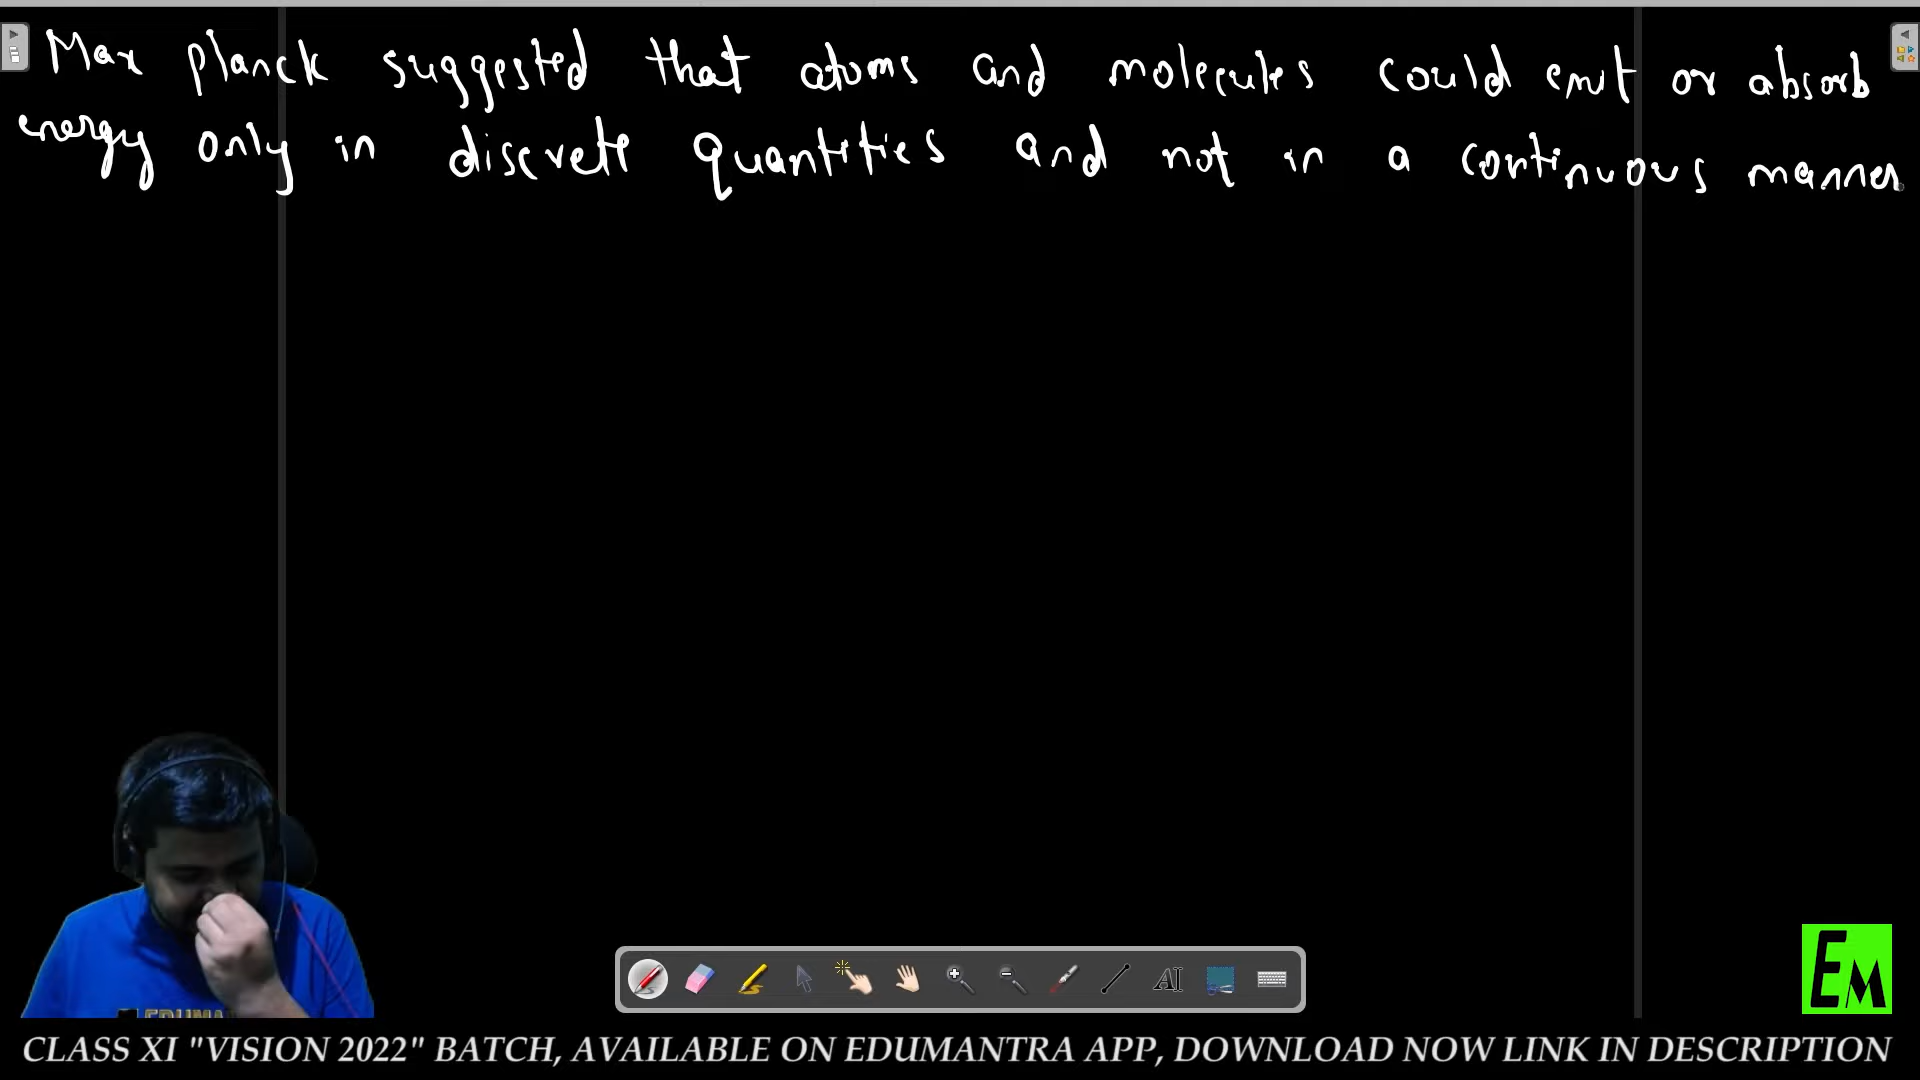 Max planck suggested that atoms and molecules could emit or absorb
energy only in discrete quantities and not in a continuous manner
EM
CLASS XI "VISION 2022" BATCH, AVAILABLE ON EDUMANTRA APP, DOWNLOAD NOW LINK IN DESCRIPTION